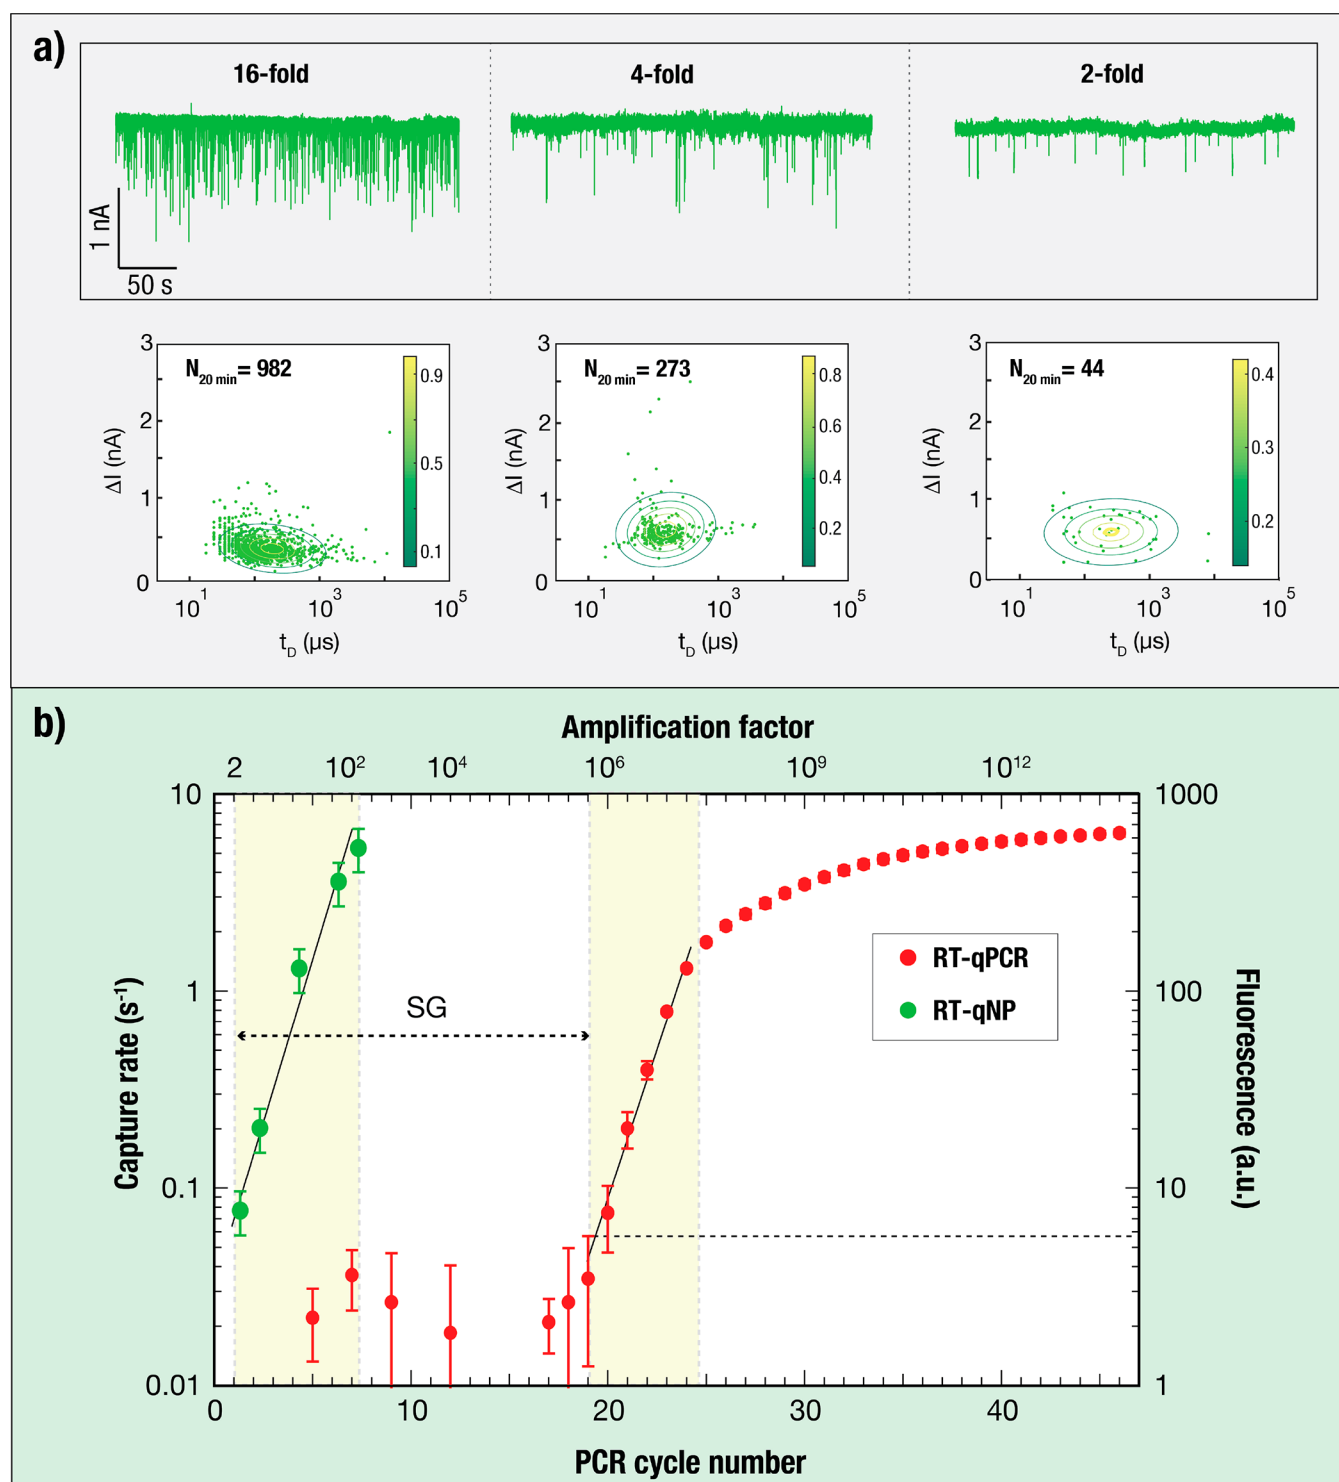 a)
16-fold 4-fold 2-fold
1 nA
50 s
N20 min= 982
3
2
1
0
ΔI (nA)
0.9
0.5
0.1
10^1 10^3 10^5
tD (µs)
N20 min= 273
3
2
1
0
ΔI (nA)
0.8
0.6
0.4
0.2
10^1 10^3 10^5
tD (µs)
N20 min= 44
3
2
1
0
ΔI (nA)
0.4
0.3
0.2
10^1 10^3 10^5
tD (µs)
b)
Amplification factor
2 10^2 10^4 10^6 10^9 10^12
10
1
0.1
0.01
Capture rate (s^-1)
SG
RT-qPCR
RT-qNP
1000
100
10
1
Fluorescence (a.u.)
0 10 20 30 40
PCR cycle number